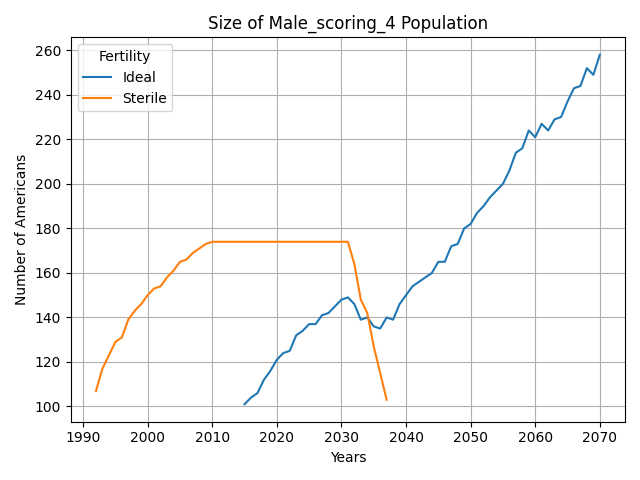 Size of Male_scoring_4 Population
Fertility
Ideal
Sterile
Number of Americans
260
240
220
200
180
160
140
120
100
1990 2000 2010 2020 2030 2040 2050 2060 2070
Years